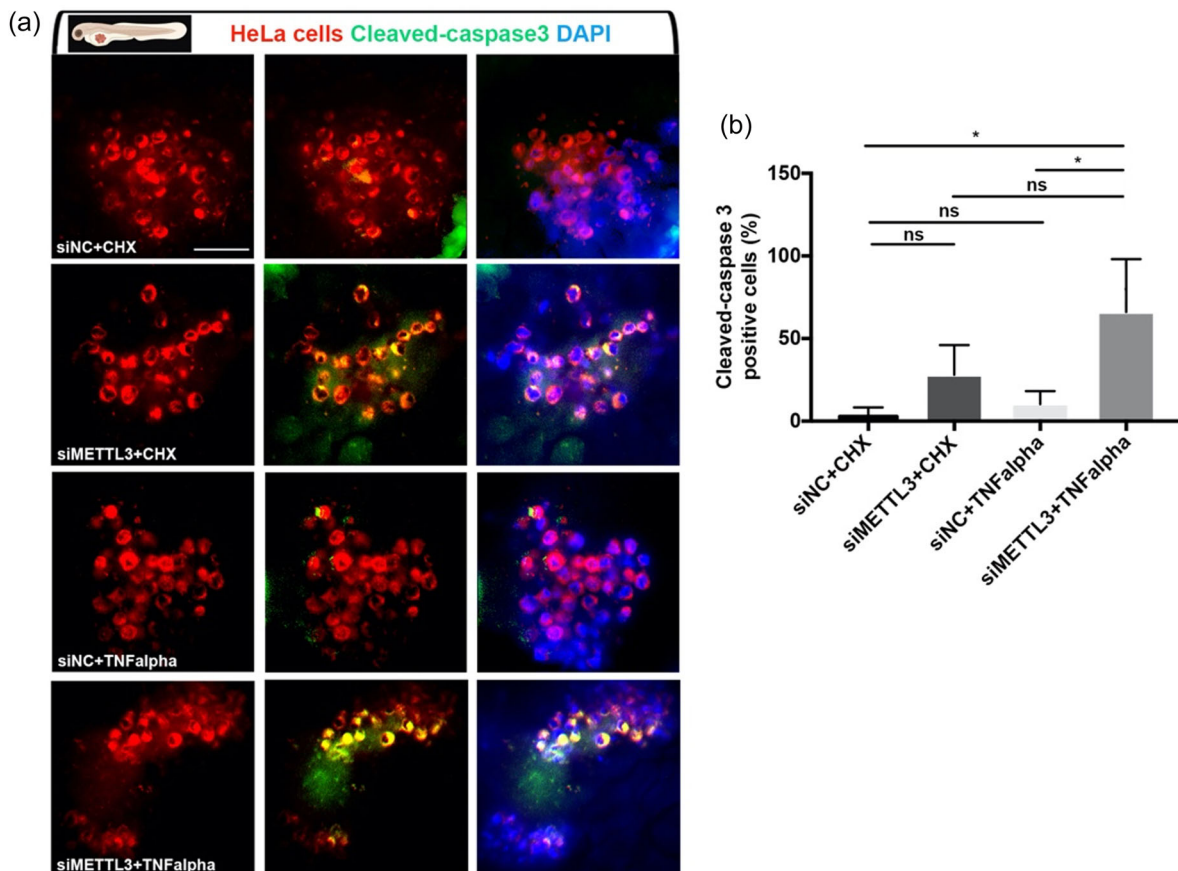 (a)
HeLa cells Cleaved-caspase3 DAPI
siNC+CHX
siMETTL3+CHX
siNC+TNFalpha
siMETTL3+TNFalpha
(b)
*
*
ns
ns
ns
Cleaved-caspase 3
positive cells (%)
150
100
50
0
siNC+CHX
siMETTL3+CHX
siNC+TNFalpha
siMETTL3+TNFalpha